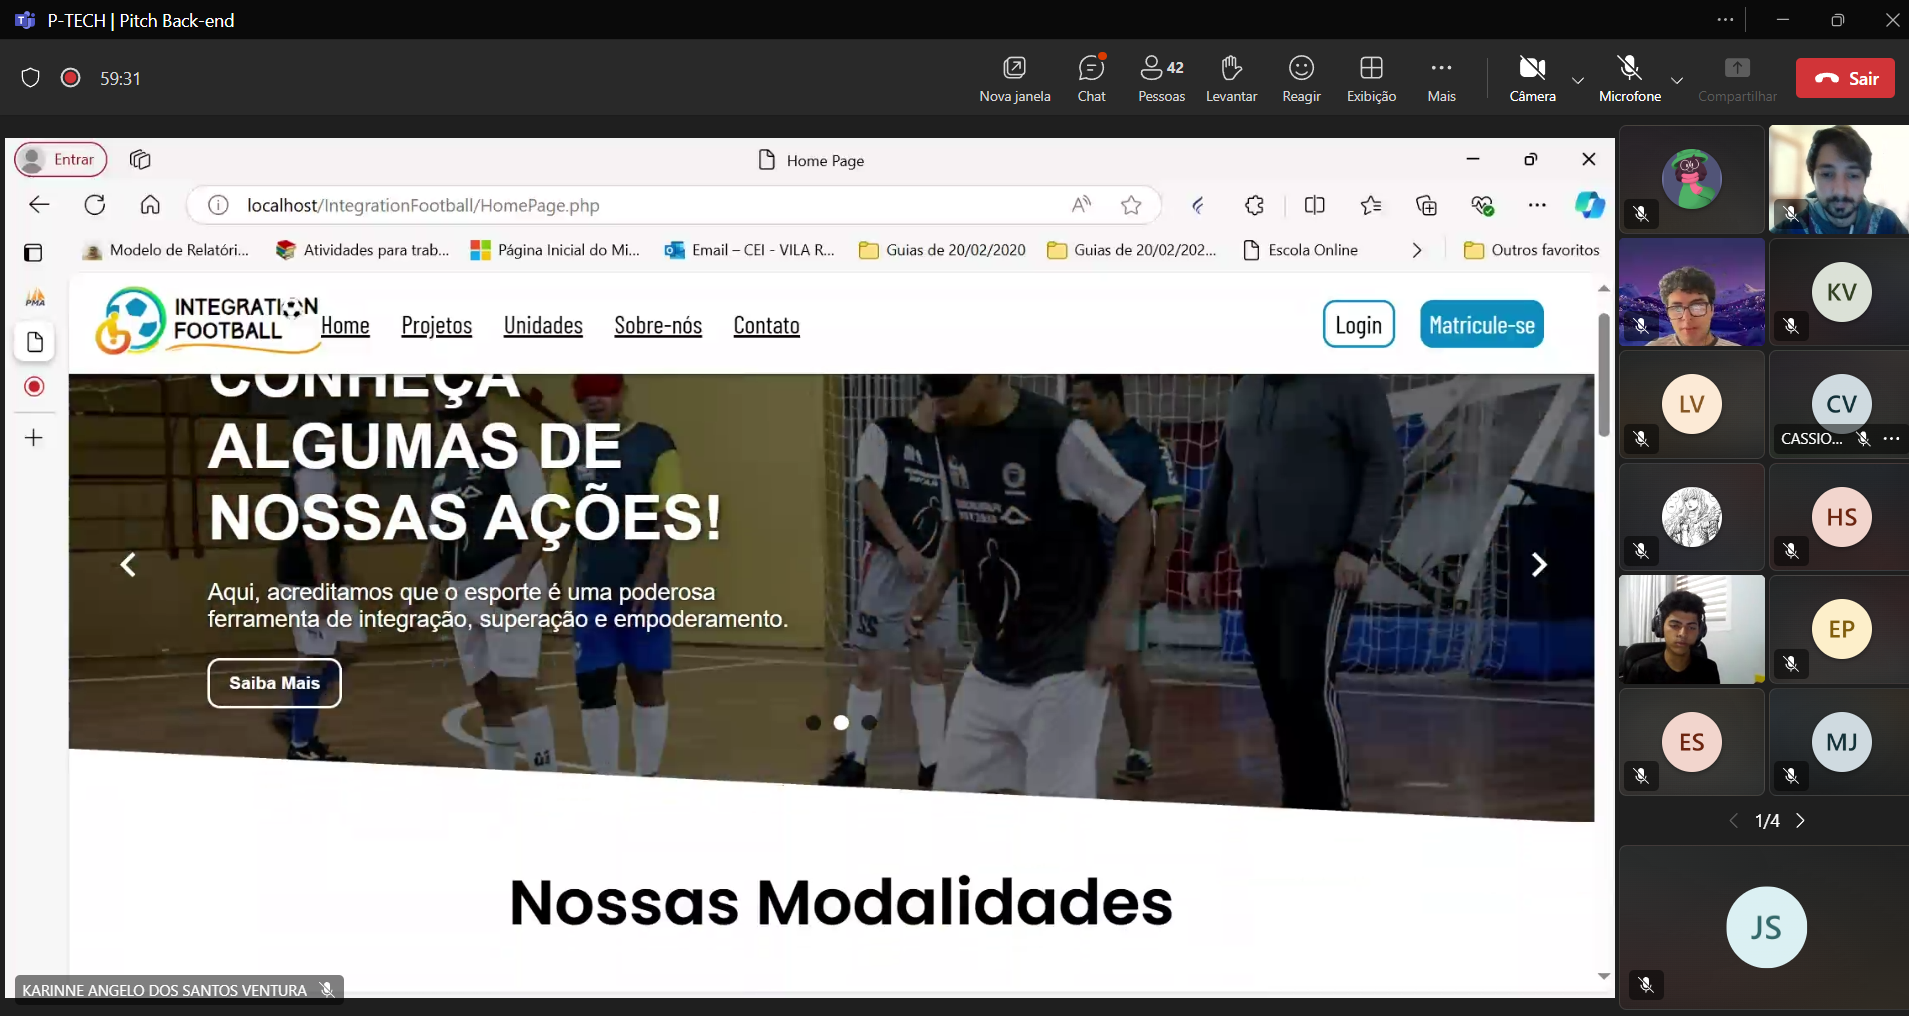 P-TECH | Pitch Back-end
59:31
Nova janela
Chat
42
Pessoas
Levantar
Reagir
Exibição
Mais
Câmera
Microfone
Compartilhar
Sair
Entrar
Home Page
localhost/IntegrationFootball/HomePage.php
Modelo de Relatóri...
Atividades para trab...
Página Inicial do Mi...
Email – CEI - VILA R...
Guias de 20/02/2020
Guias de 20/02/202...
Escola Online
Outros favoritos
PMA
INTEGRATION
FOOTBALL
Home
Projetos
Unidades
Sobre-nós
Contato
Login
Matricule-se
CONHEÇA
ALGUMAS DE
NOSSAS AÇÕES!
Aqui, acreditamos que o esporte é uma poderosa
ferramenta de integração, superação e empoderamento.
Saiba Mais
Nossas Modalidades
KARINNE ANGELO DOS SANTOS VENTURA
KV
LV
CV
CASSIO...
HS
EP
ES
MJ
1/4
JS